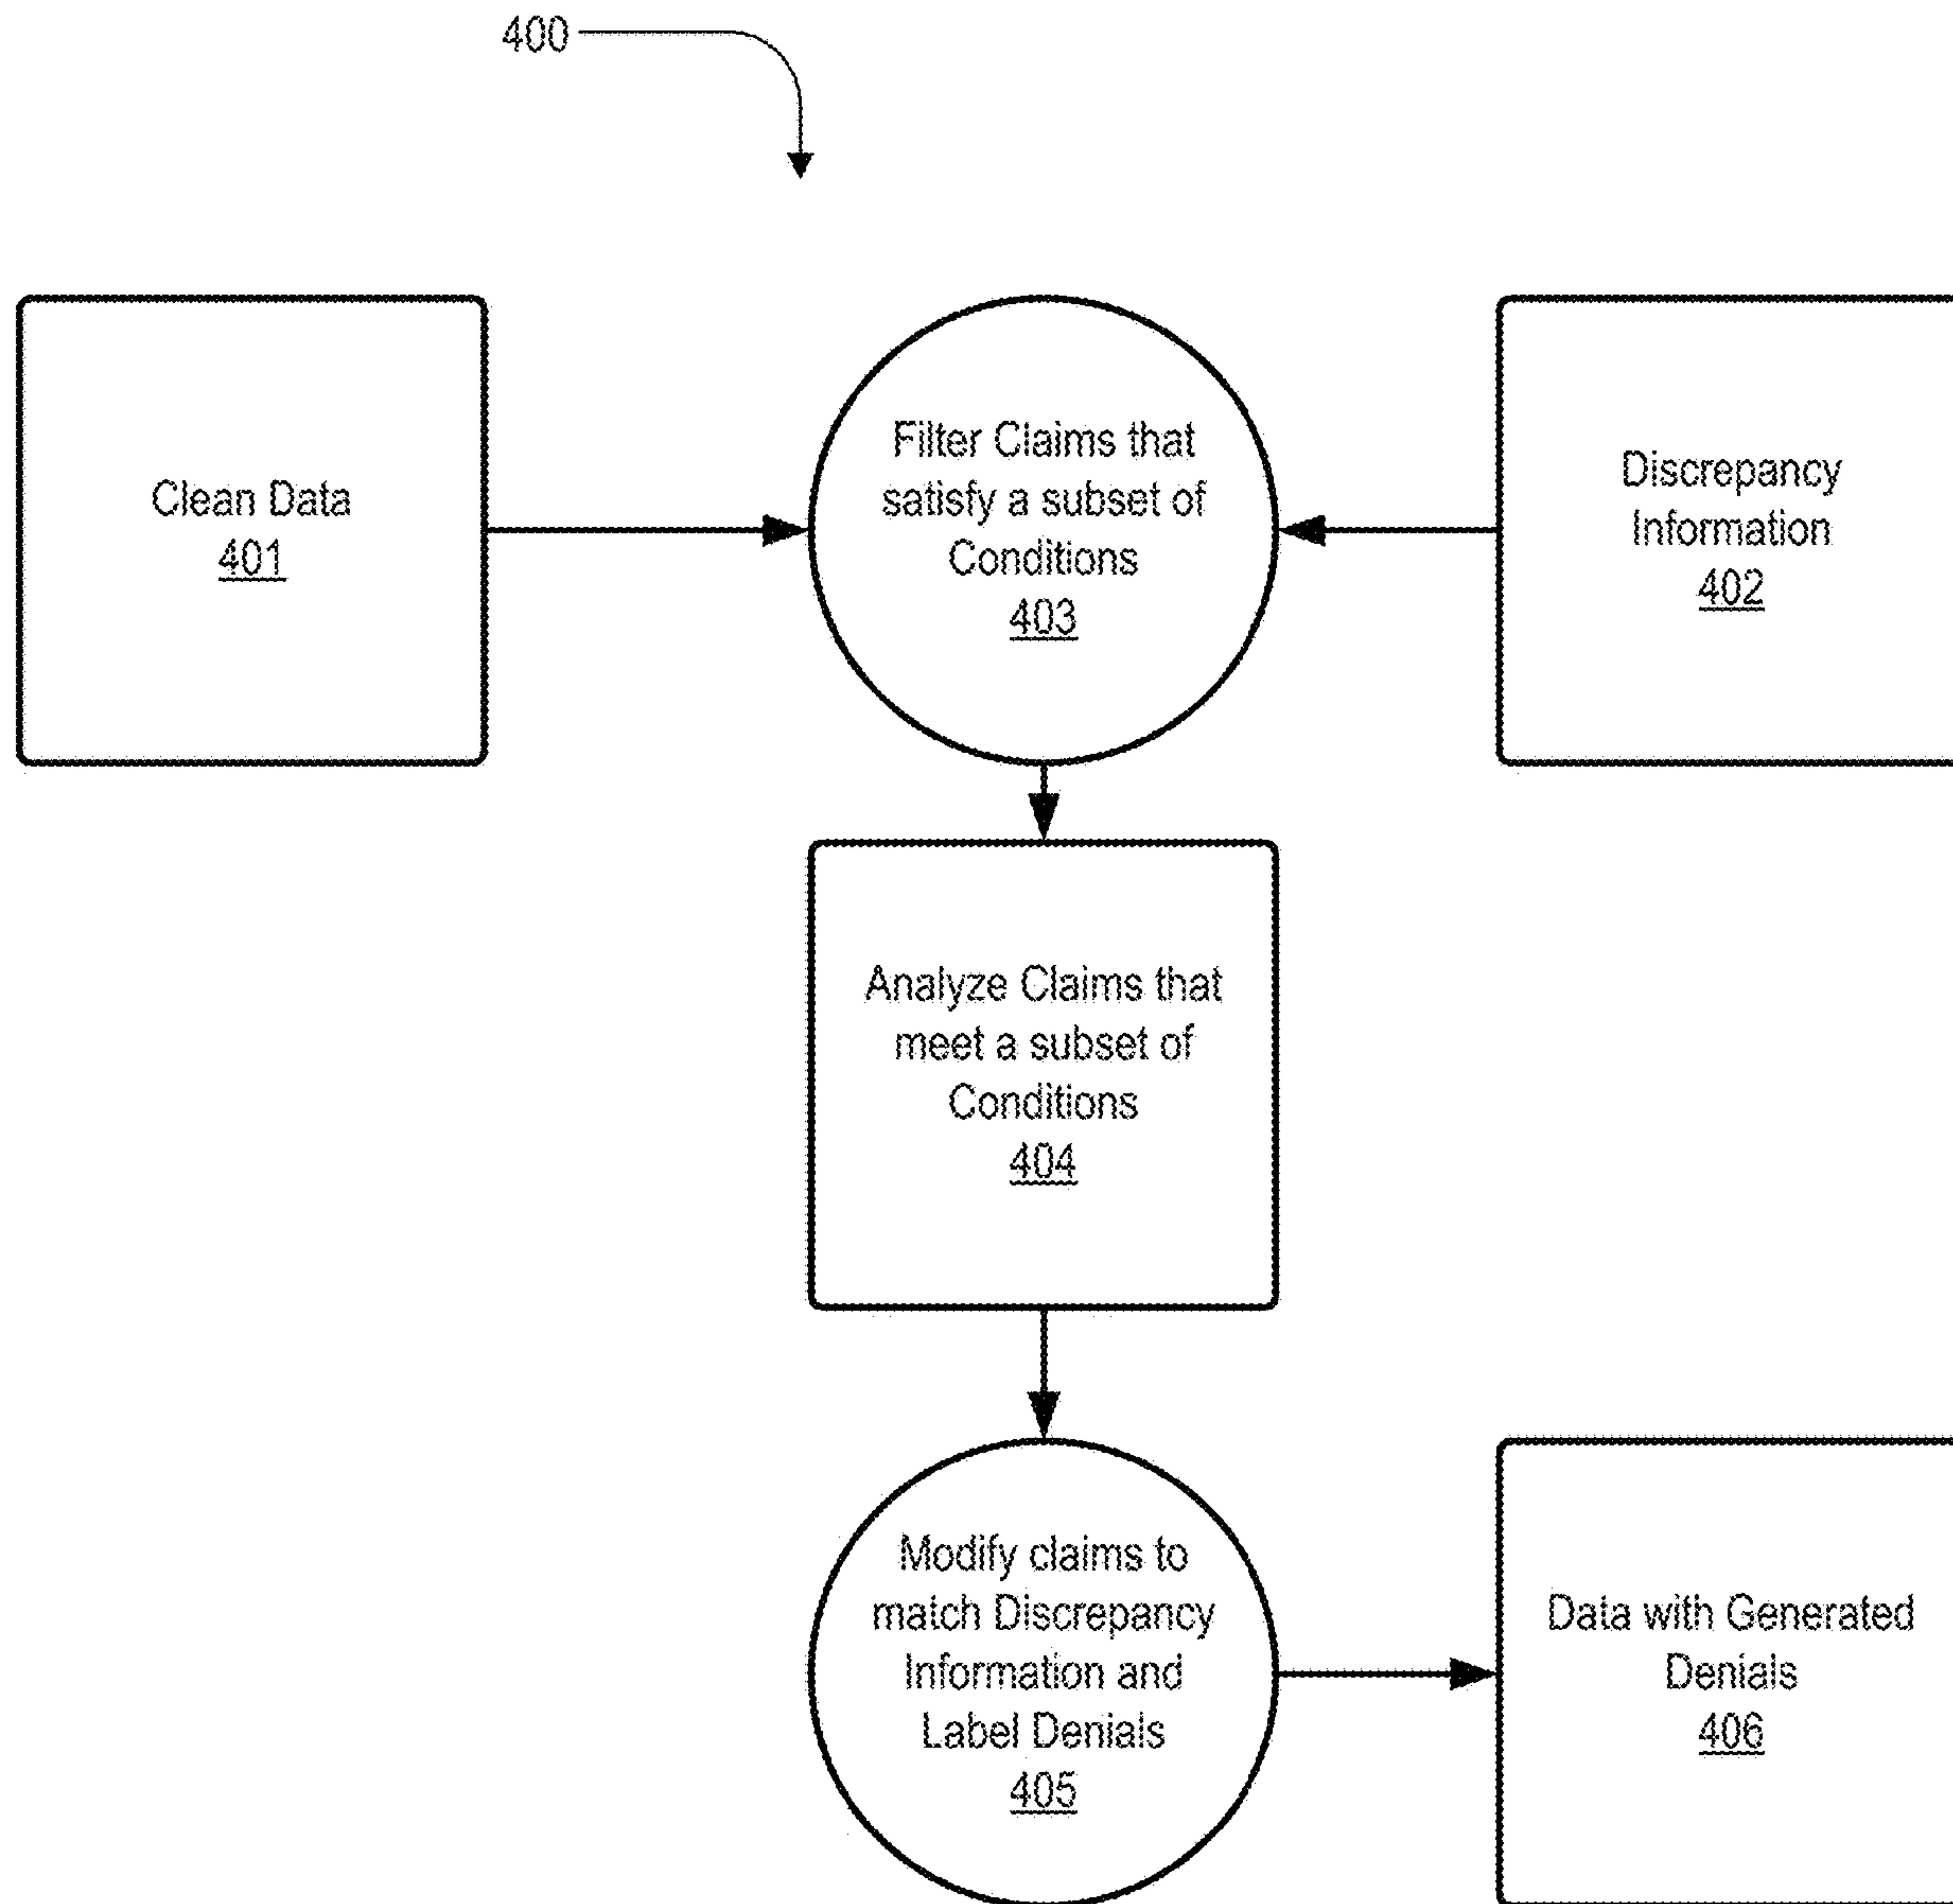 400
Clean Data
401
Filter Claims that
satisfy a subset of
Conditions
403
Discrepancy
Information
402
Analyze Claims that
meet a subset of
Conditions
404
Modify claims to
match Discrepancy
Information and
Label Denials
405
Data with Generated
Denials
406